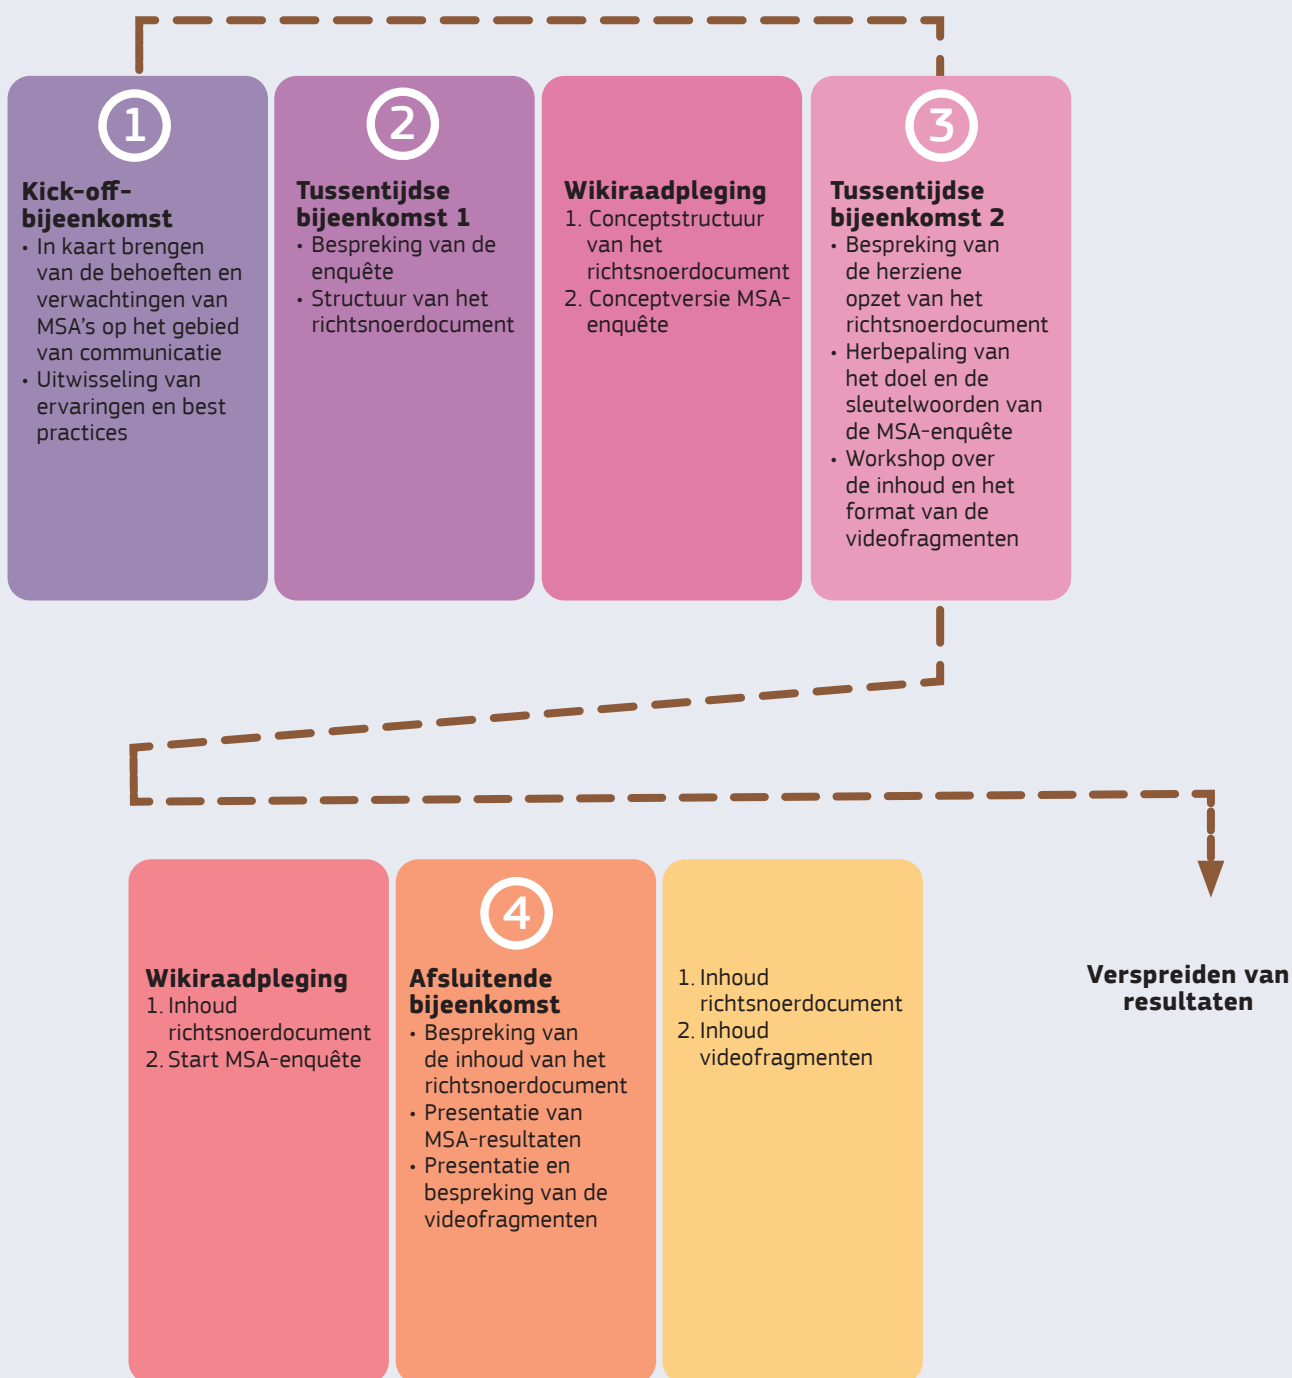 1
Kick-off-
bijeenkomst
• In kaart brengen
van de behoeften en
verwachtingen van
MSA's op het gebied
van communicatie
• Uitwisseling van
ervaringen en best
practices
2
Tussentijdse
bijeenkomst 1
• Bespreking van de
enquête
• Structuur van het
richtsnoerdocument
Wikiraadpleging
1. Conceptstructuur
van het
richtsnoerdocument
2. Conceptversie MSA-
enquête
3
Tussentijdse
bijeenkomst 2
• Bespreking van
de herziene
opzet van het
richtsnoerdocument
• Herbepaling van
het doel en de
sleutelwoorden van
de MSA-enquête
• Workshop over
de inhoud en het
format van de
videofragmenten
Wikiraadpleging
1. Inhoud
richtsnoerdocument
2. Start MSA-enquête
4
Afsluitende
bijeenkomst
• Bespreking van
de inhoud van het
richtsnoerdocument
• Presentatie van
MSA-resultaten
• Presentatie en
bespreking van de
videofragmenten
1. Inhoud
richtsnoerdocument
2. Inhoud
videofragmenten
Verspreiden van
resultaten